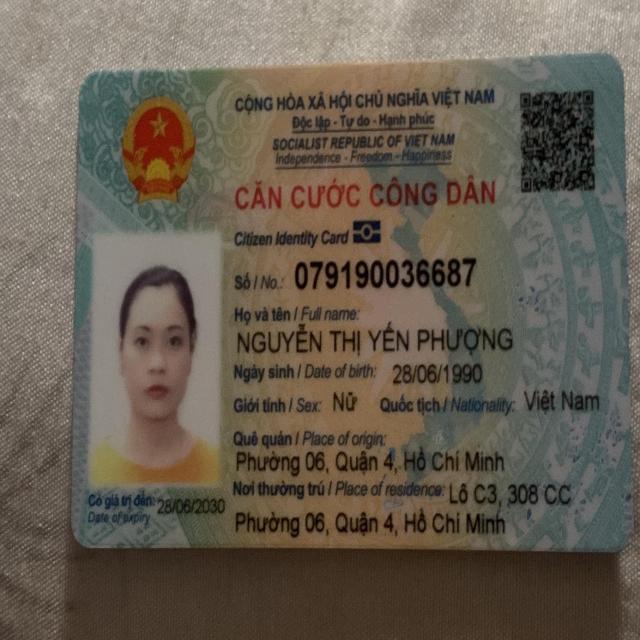 CỘNG HÒA XÃ HỘI CHỦ NGHĨA VIỆT NAM
Độc lập - Tự do - Hạnh phúc
SOCIALIST REPUBLIC OF VIET NAM
Independence - Freedom - Happiness
CĂN CƯỚC CÔNG DÂN
Citizen Identity Card
Số / No.: 079190036687
Họ và tên / Full name:
NGUYỄN THỊ YẾN PHƯỢNG
Ngày sinh / Date of birth: 28/06/1990
Giới tính / Sex: Nữ Quốc tịch / Nationality: Việt Nam
Quê quán / Place of origin:
Phường 06, Quận 4, Hồ Chí Minh
Nơi thường trú / Place of residence: Lô C3, 308 CC
Phường 06, Quận 4, Hồ Chí Minh
Có giá trị đến: 28/06/2030
Date of expiry